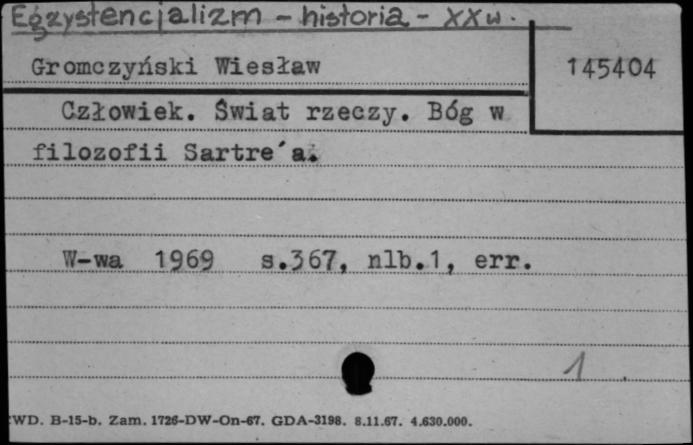 Egzystencjalizm - historia - XX w.
Gromczyński Wiesław
145404
Człowiek. Świat rzeczy. Bóg w
filozofii Sartre´a.
W-wa 1969 s.367, nlb.1, err.
1
WD. B-15-b. Zam. 1726-DW-On-67. GDA-3198. 8.11.67. 4.630.000.